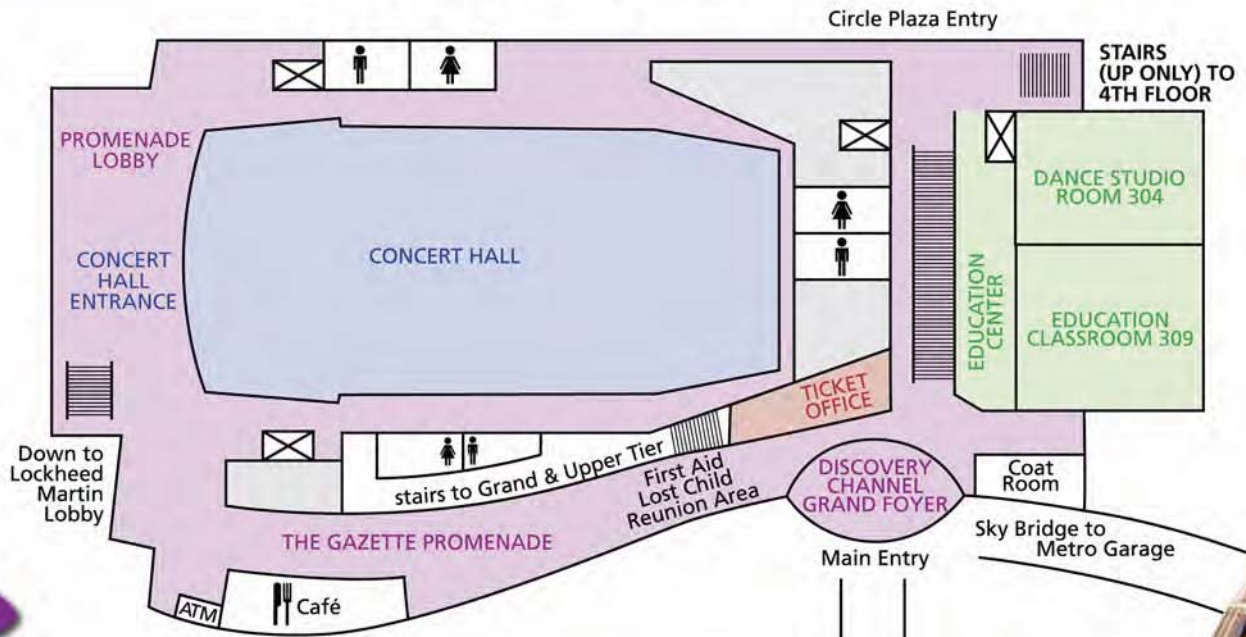 Circle Plaza Entry
STAIRS
(UP ONLY) TO
4TH FLOOR
PROMENADE
LOBBY
CONCERT
HALL
ENTRANCE
CONCERT HALL
DANCE STUDIO
ROOM 304
EDUCATION
CENTER
EDUCATION
CLASSROOM 309
TICKET
OFFICE
Down to
Lockheed
Martin
Lobby
stairs to Grand & Upper Tier
First Aid
Lost Child
Reunion Area
DISCOVERY
CHANNEL
GRAND FOYER
Coat
Room
THE GAZETTE PROMENADE
Main Entry
Sky Bridge to
Metro Garage
ATM
Café